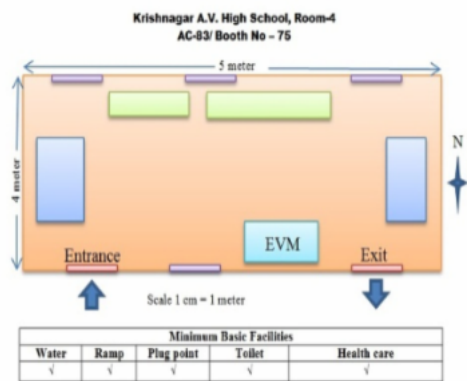 Krishnagar A.V. High School, Room-4
AC-83/ Booth No – 75
5 meter
4 meter
N
EVM
Entrance
Exit
Scale 1 cm = 1 meter
Minimum Basic Facilities
Water Ramp Plug point Toilet Health care
√ √ √ √ √